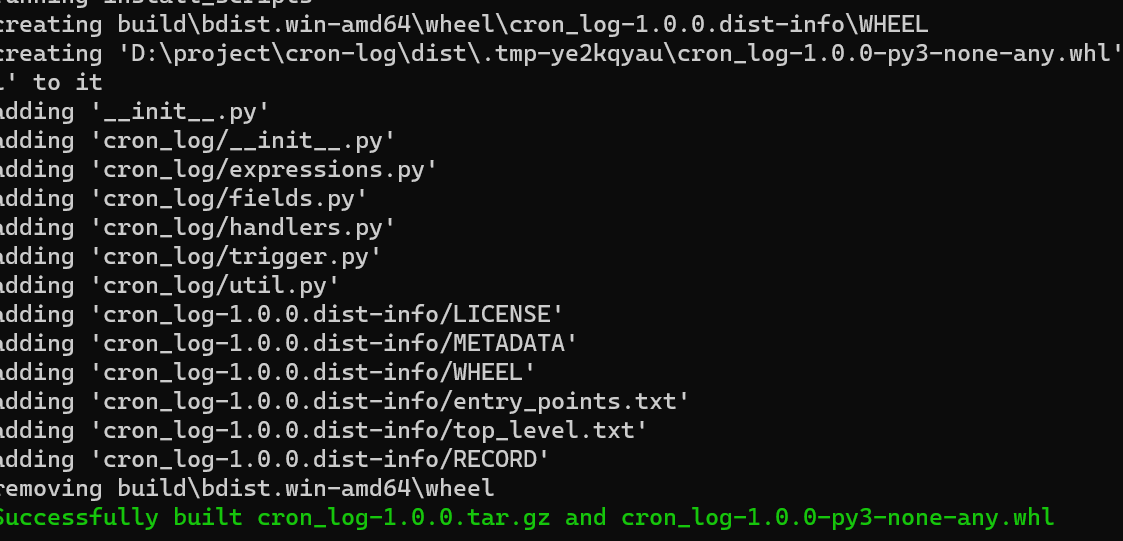 running install_scripts
creating build\bdist.win-amd64\wheel\cron_log-1.0.0.dist-info\WHEEL
creating 'D:\project\cron-log\dist\.tmp-ye2kqyau\cron_log-1.0.0-py3-none-any.whl'
l' to it
adding '__init__.py'
adding 'cron_log/__init__.py'
adding 'cron_log/expressions.py'
adding 'cron_log/fields.py'
adding 'cron_log/handlers.py'
adding 'cron_log/trigger.py'
adding 'cron_log/util.py'
adding 'cron_log-1.0.0.dist-info/LICENSE'
adding 'cron_log-1.0.0.dist-info/METADATA'
adding 'cron_log-1.0.0.dist-info/WHEEL'
adding 'cron_log-1.0.0.dist-info/entry_points.txt'
adding 'cron_log-1.0.0.dist-info/top_level.txt'
adding 'cron_log-1.0.0.dist-info/RECORD'
removing build\bdist.win-amd64\wheel
Successfully built cron_log-1.0.0.tar.gz and cron_log-1.0.0-py3-none-any.whl